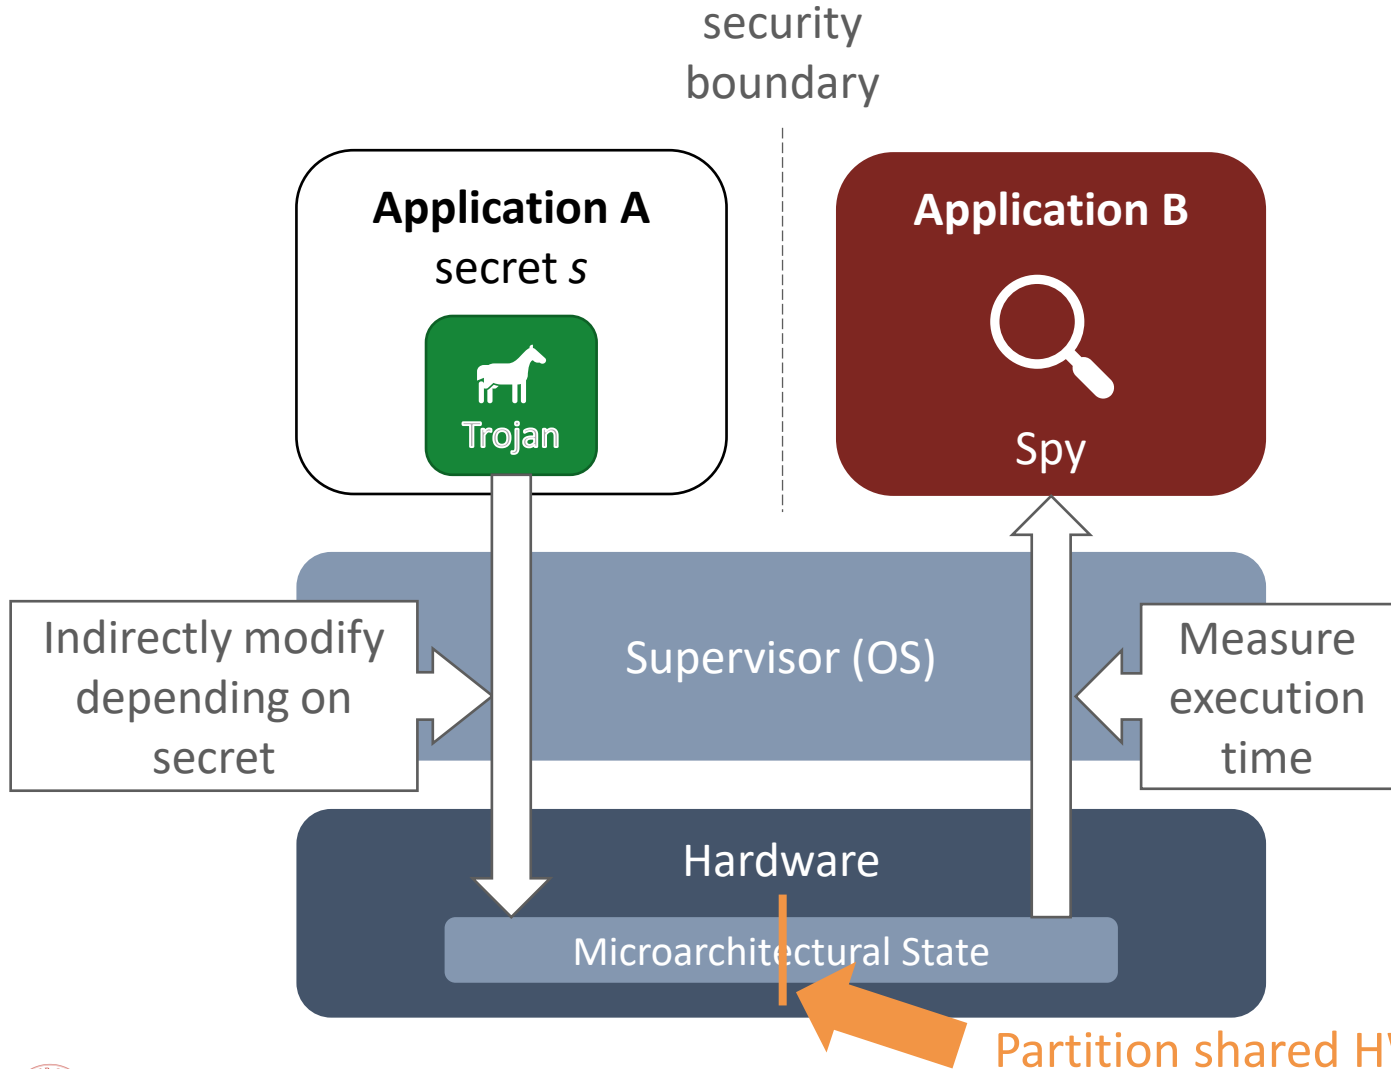 security
boundary
Application A
secret s
Trojan
Application B
Spy
Indirectly modify
depending on
secret
Supervisor (OS)
Measure
execution
time
Hardware
Microarchitectural State
Partition shared